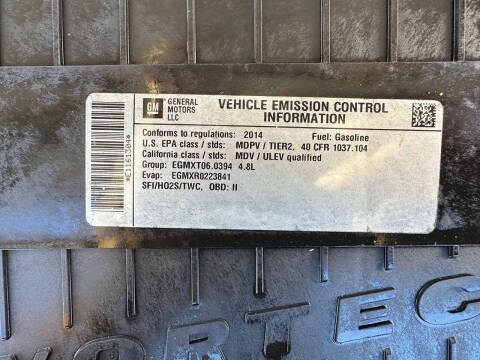 GM GENERAL MOTORS LLC
VEHICLE EMISSION CONTROL
INFORMATION
Conforms to regulations: 2014 Fuel: Gasoline
U.S. EPA class / stds: MDPV / TIER2, 40 CFR 1037.104
California class / stds: MDV / ULEV qualified
Group: EGMXT06.0394 4.8L
Evap: EGMXR0223841
SFI/HO2S/TWC, OBD: II
*E1161304*
VORTEC